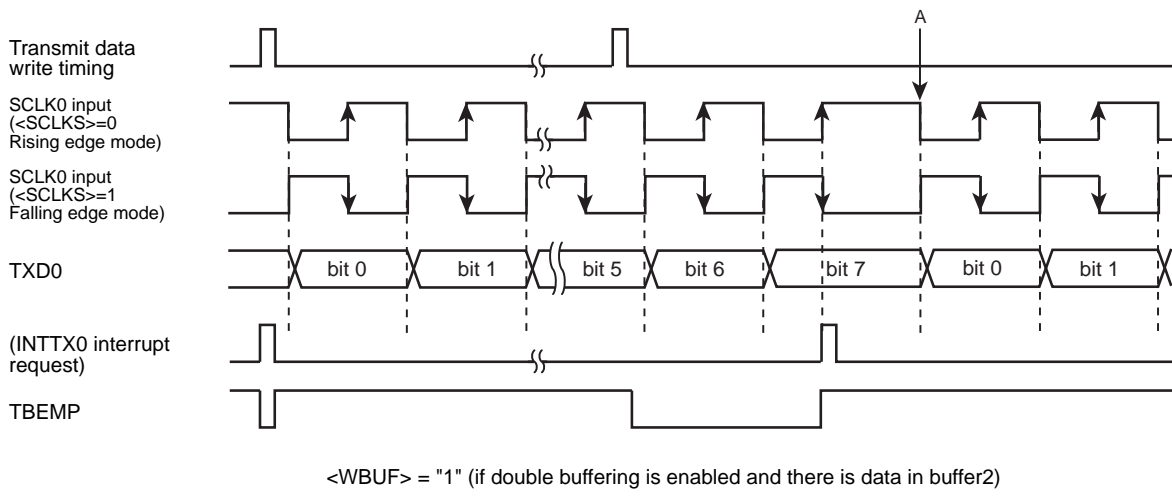 A
Transmit data
write timing
SCLK0 input
(<SCLKS>=0
Rising edge mode)
SCLK0 input
(<SCLKS>=1
Falling edge mode)
TXD0
bit 0
bit 1
bit 5
bit 6
bit 7
bit 0
bit 1
(INTTX0 interrupt
request)
TBEMP
<WBUF> = "1" (if double buffering is enabled and there is data in buffer2)